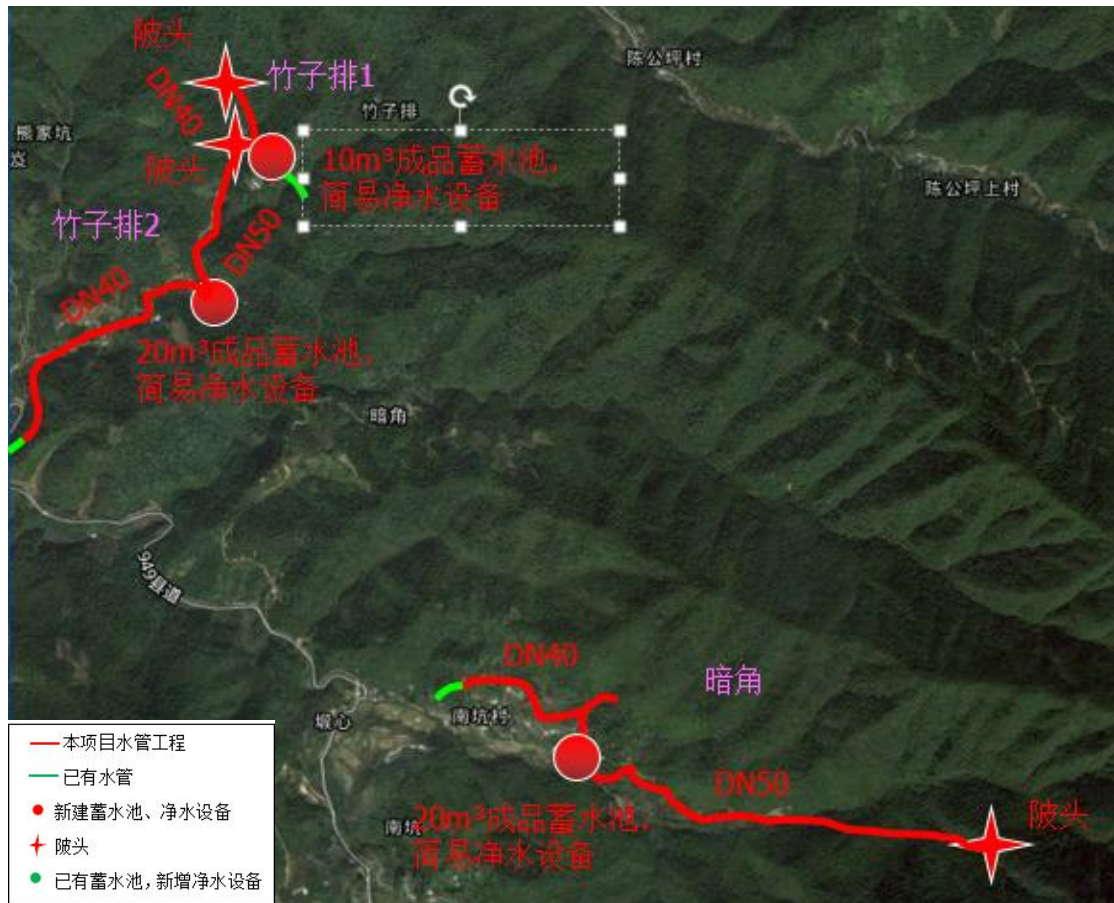 陂头
竹子排1
陈公坪村
DN40
竹子排
熊家坑
陂头
10m³成品蓄水池，
简易净水设备
陈公坪上村
竹子排2
DN50
DN40
20m³成品蓄水池，
简易净水设备
暗角
949县道
DN40
暗角
南坑村
塅心
DN50
陂头
南坑
20m³成品蓄水池，
简易净水设备
本项目水管工程
已有水管
新建蓄水池、净水设备
陂头
已有蓄水池，新增净水设备